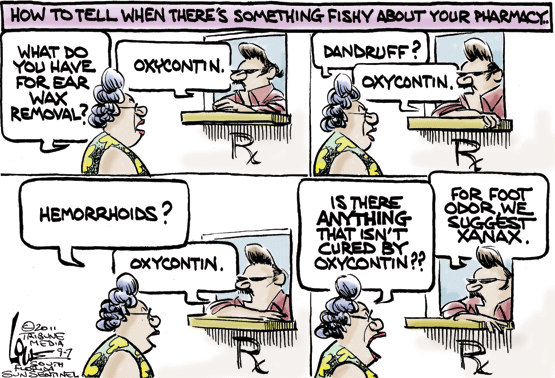 HOW TO TELL WHEN THERE'S SOMETHING FISHY ABOUT YOUR PHARMACY.
WHAT DO
YOU HAVE
FOR EAR
WAX
REMOVAL?
OXYCONTIN.
Rx
DANDRUFF?
OXYCONTIN.
Rx
HEMORRHOIDS?
OXYCONTIN.
Rx
IS THERE
ANYTHING
THAT ISN'T
CURED BY
OXYCONTIN??
FOR FOOT
ODOR WE
SUGGEST
XANAX.
Rx
©2011
TRIBUNE
MEDIA
9-7
SOUTH
FLORIDA
SUN SENTINEL